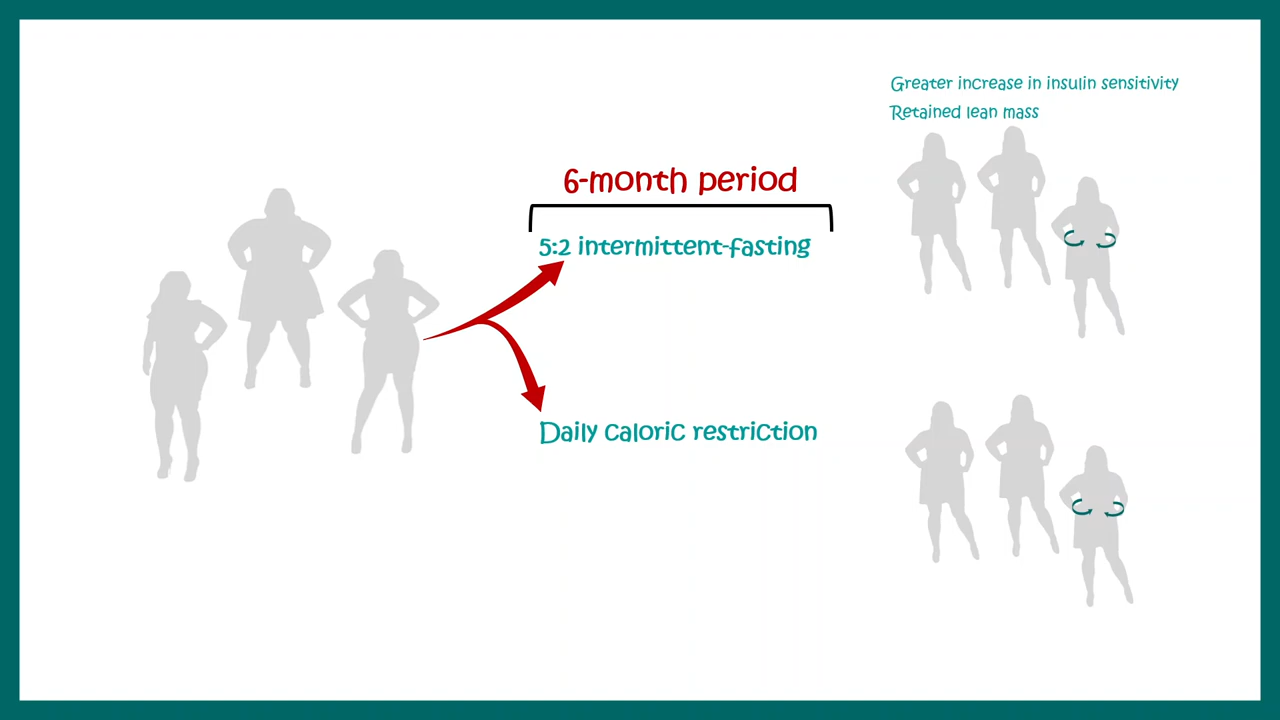 Greater increase in insulin sensitivity
Retained lean mass
6-month period
5:2 intermittent-fasting
Daily caloric restriction